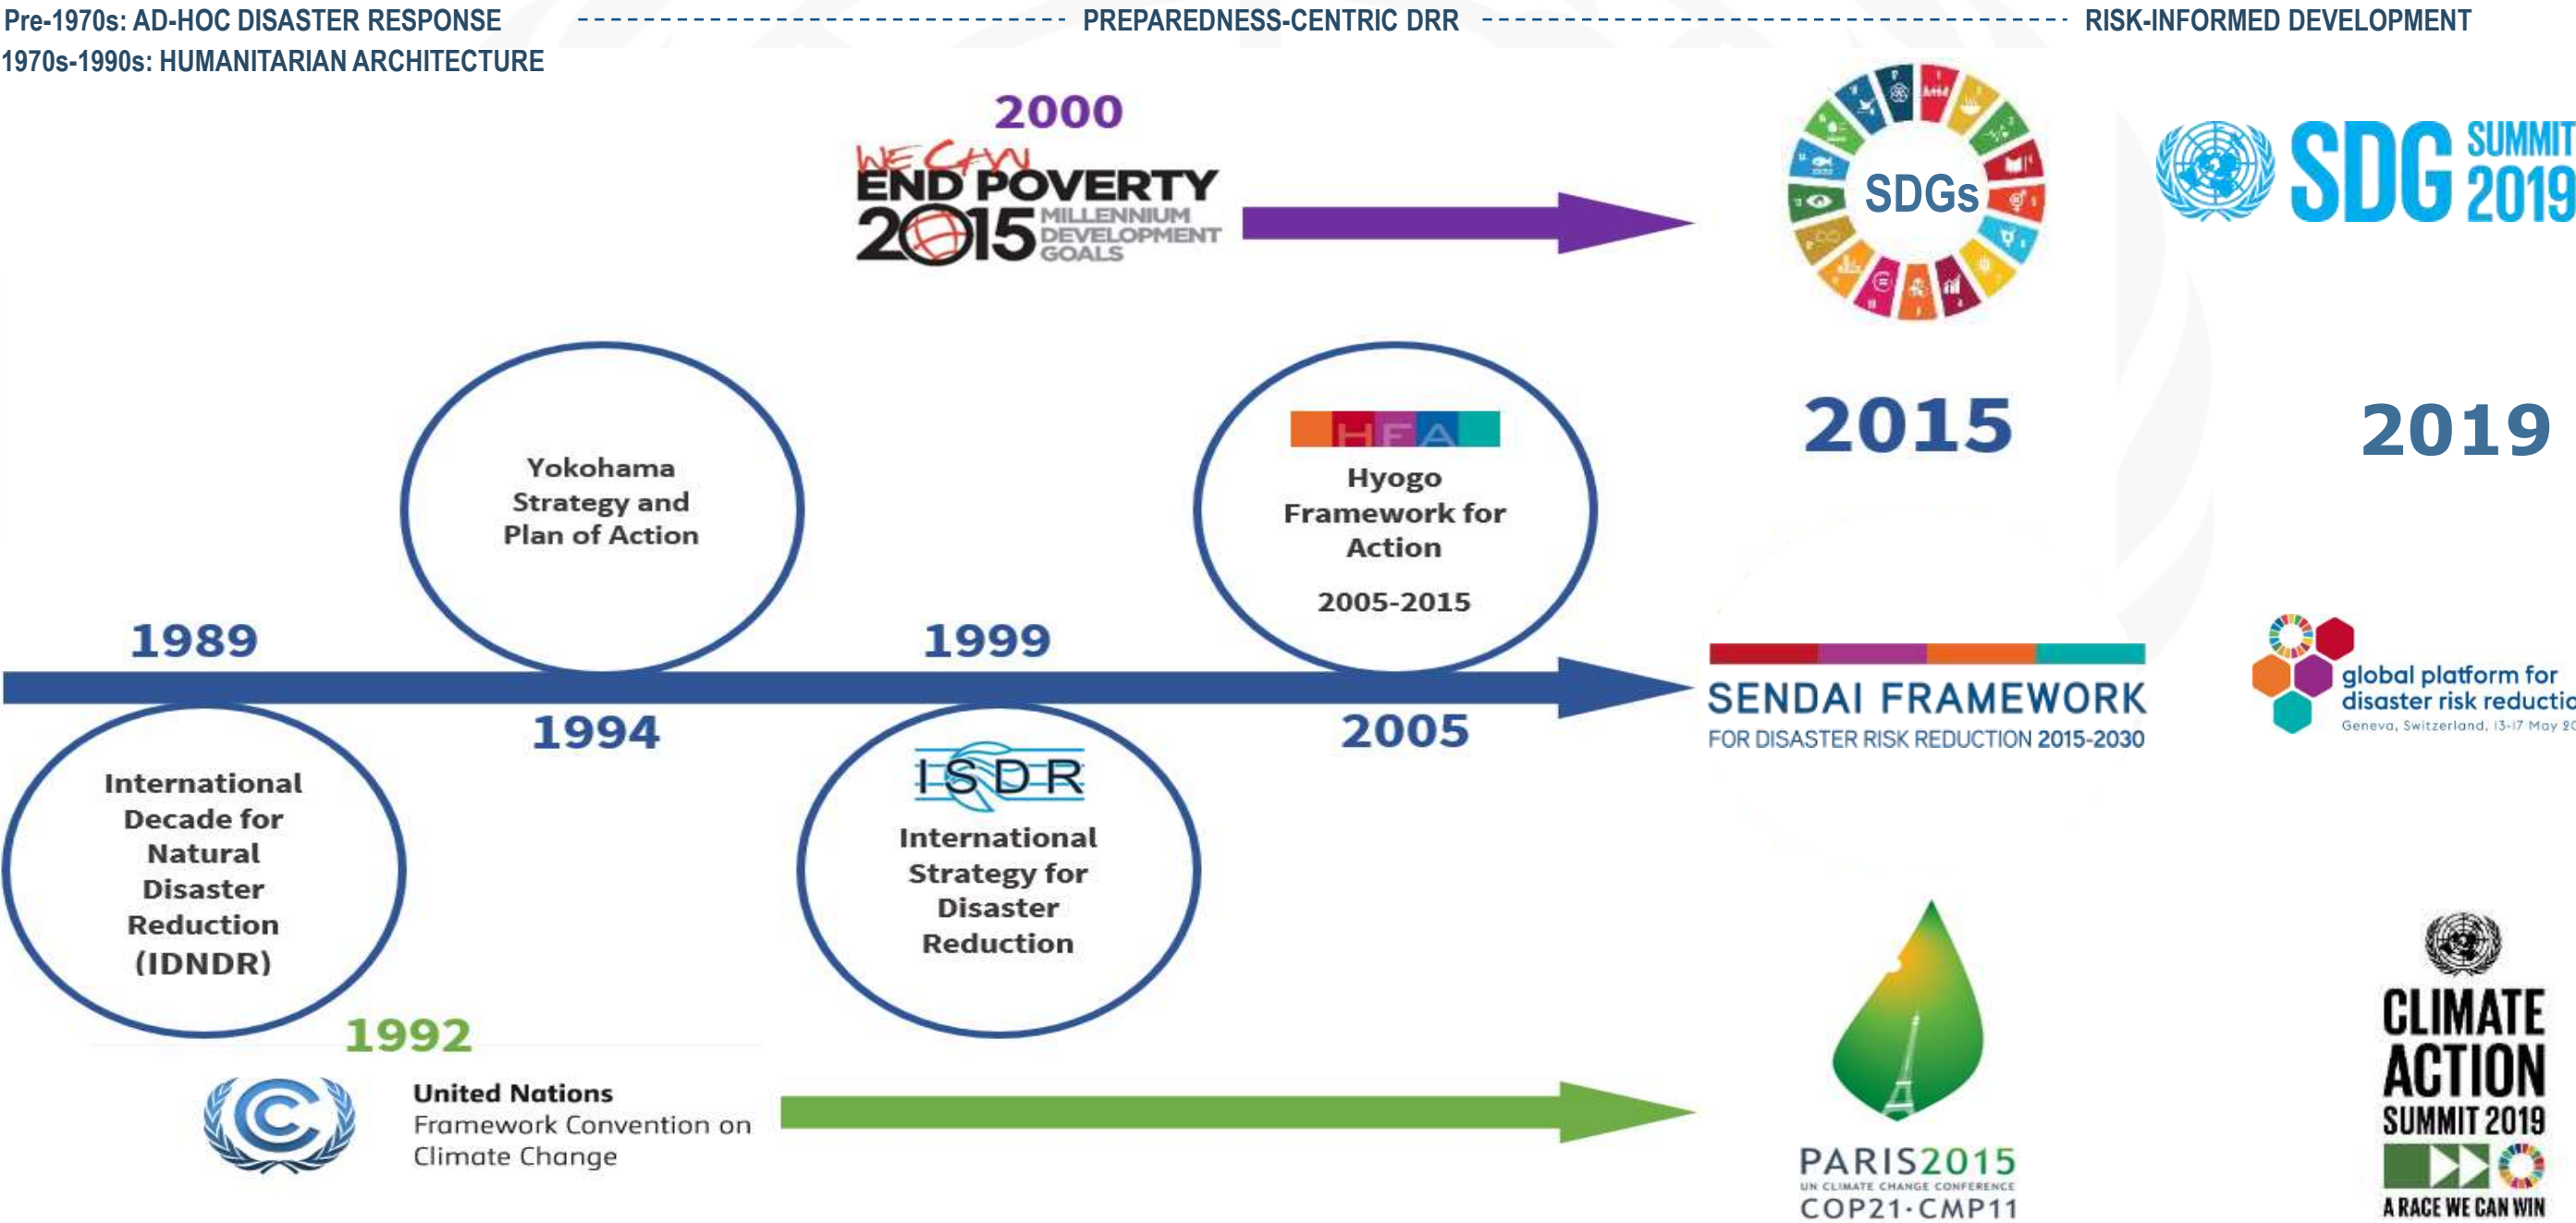 Pre-1970s: AD-HOC DISASTER RESPONSE
PREPAREDNESS-CENTRIC DRR
RISK-INFORMED DEVELOPMENT
1970s-1990s: HUMANITARIAN ARCHITECTURE
2000
WE CAN
END POVERTY
2015 MILLENNIUM
DEVELOPMENT
GOALS
SDGs
SDG SUMMIT
2019
2015
2019
Yokohama
Strategy and
Plan of Action
HFA
Hyogo
Framework for
Action
2005-2015
1989
1999
1994
2005
International
Decade for
Natural
Disaster
Reduction
(IDNDR)
ISDR
International
Strategy for
Disaster
Reduction
SENDAI FRAMEWORK
FOR DISASTER RISK REDUCTION 2015-2030
global platform for
disaster risk reductio
Geneva, Switzerland, 13-17 May 20
1992
United Nations
Framework Convention on
Climate Change
PARIS2015
UN CLIMATE CHANGE CONFERENCE
COP21·CMP11
CLIMATE
ACTION
SUMMIT 2019
A RACE WE CAN WIN